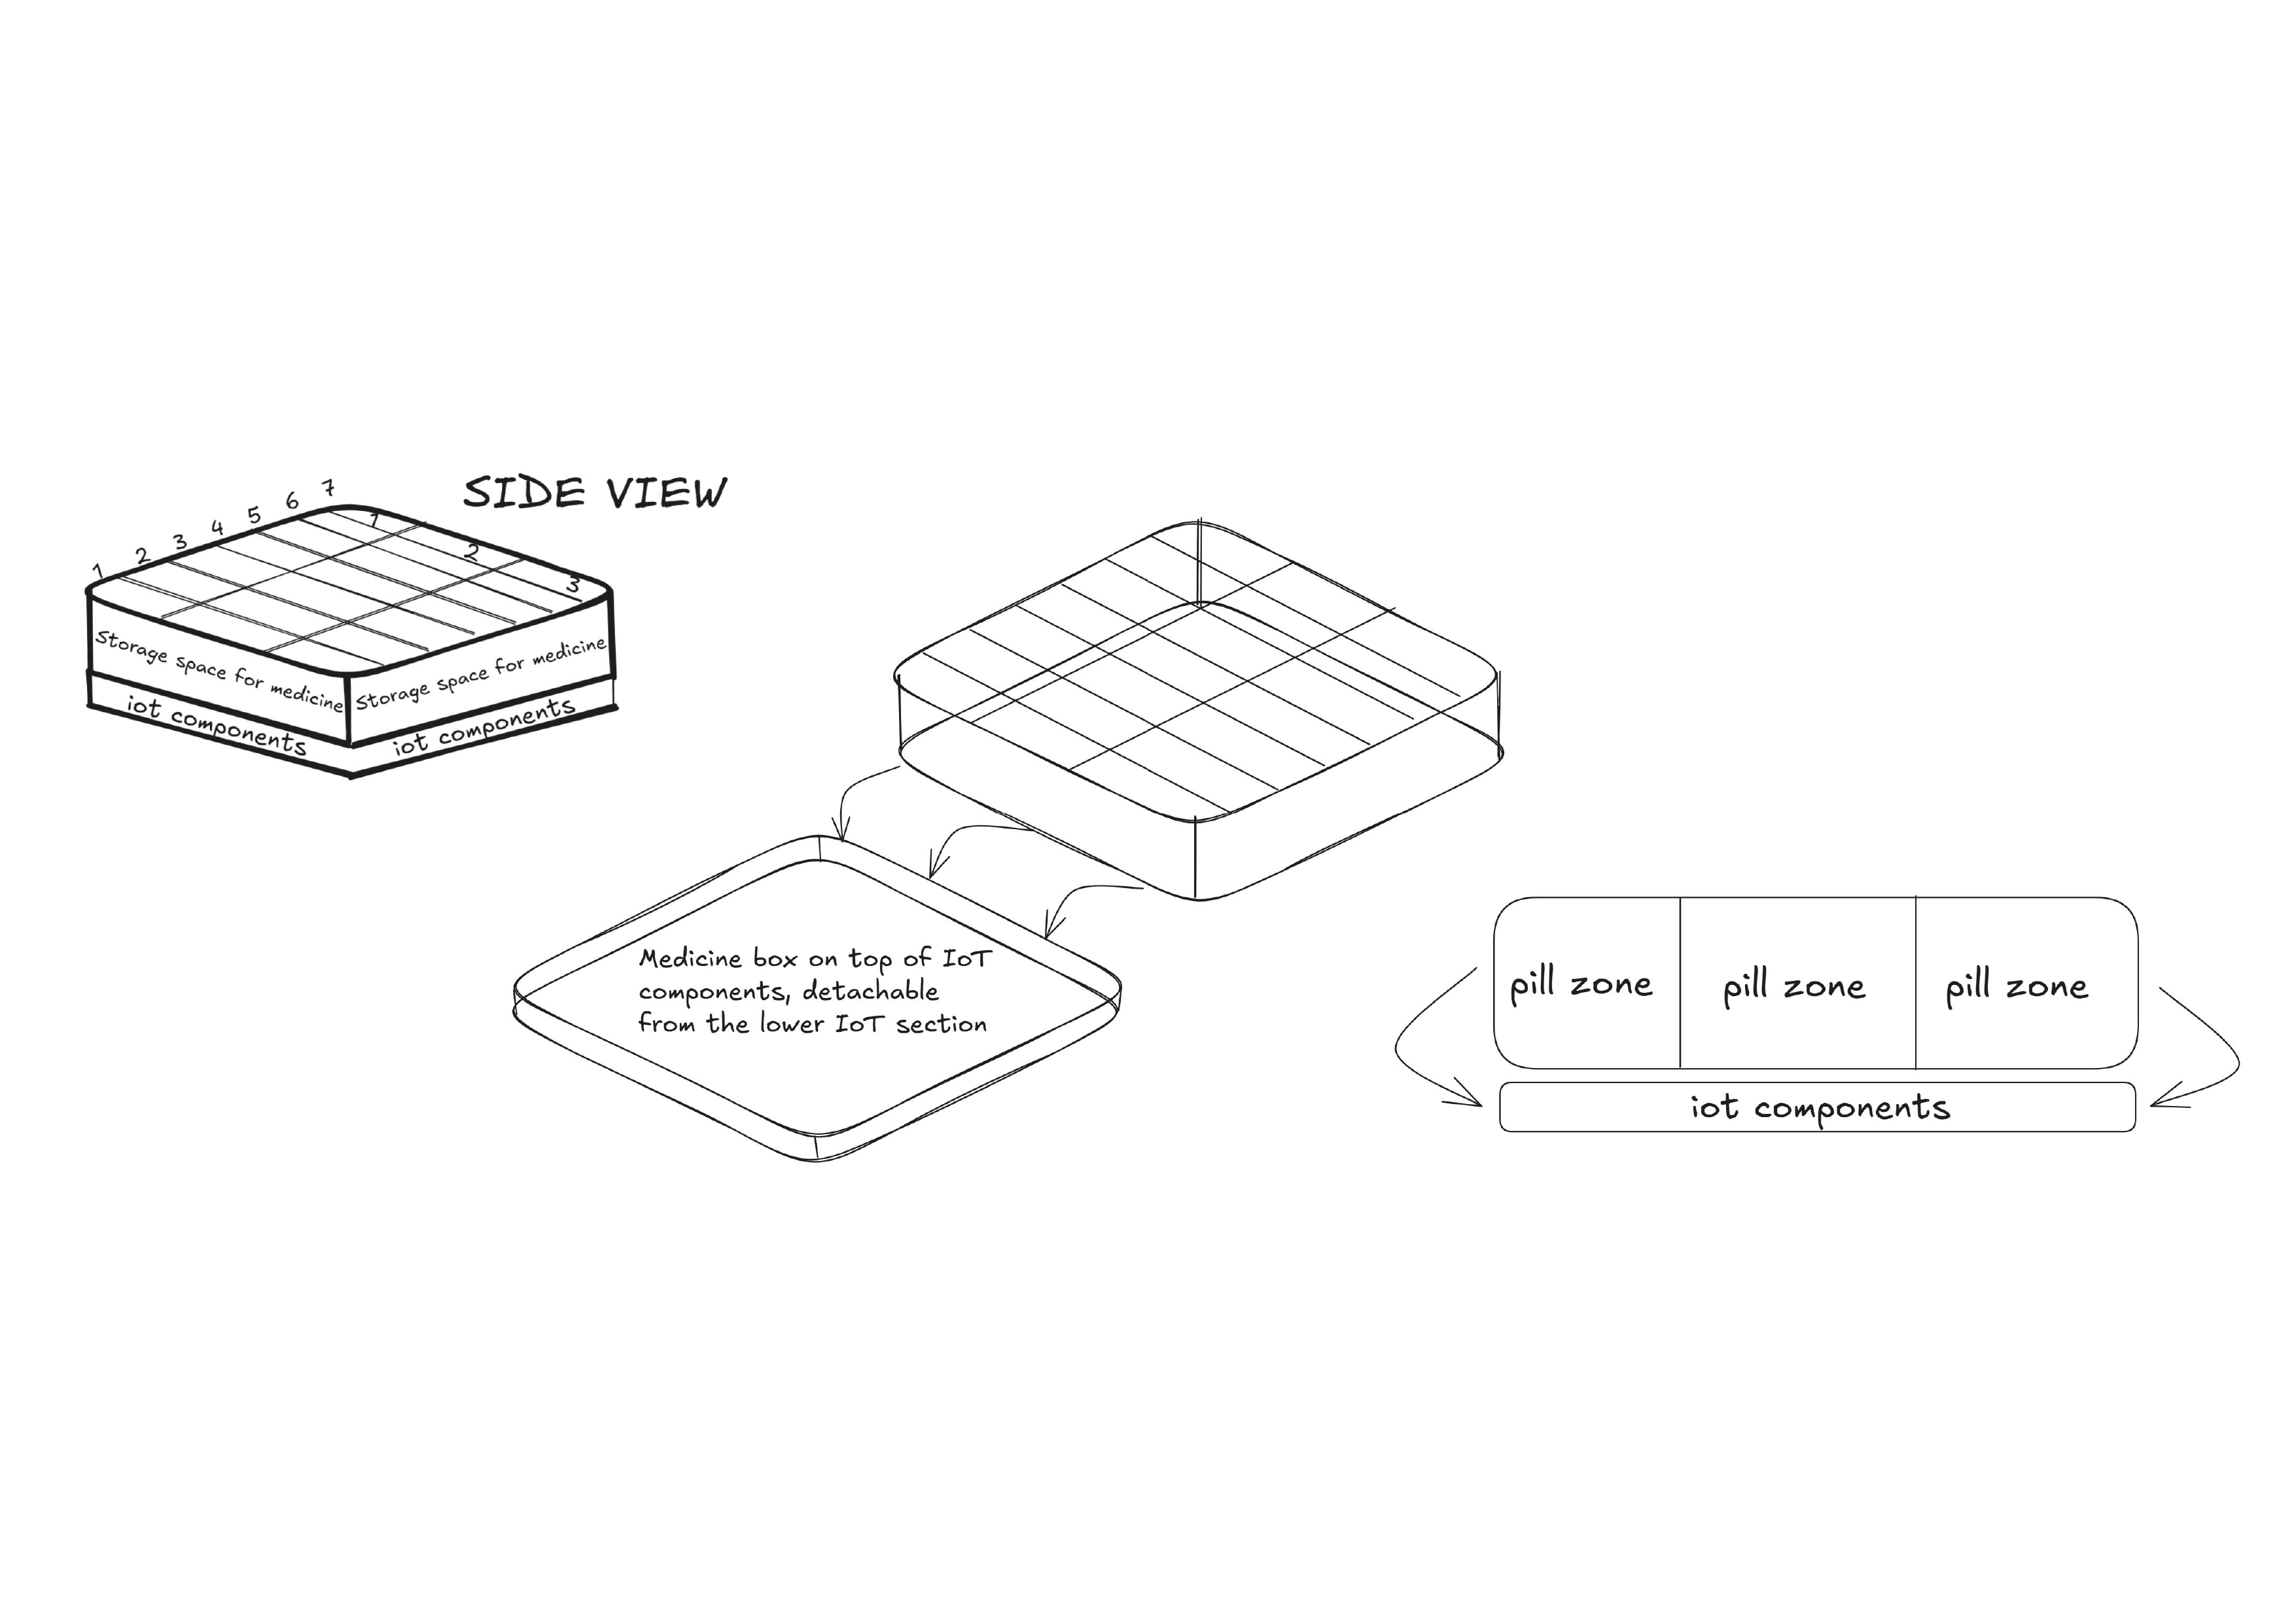 SIDE VIEW
1
2
3
4
5
6
7
1
2
3
Storage space for medicine
Storage space for medicine
iot components
iot components
Medicine box on top of IoT
components, detachable
from the lower IoT section
pill zone
pill zone
pill zone
iot components